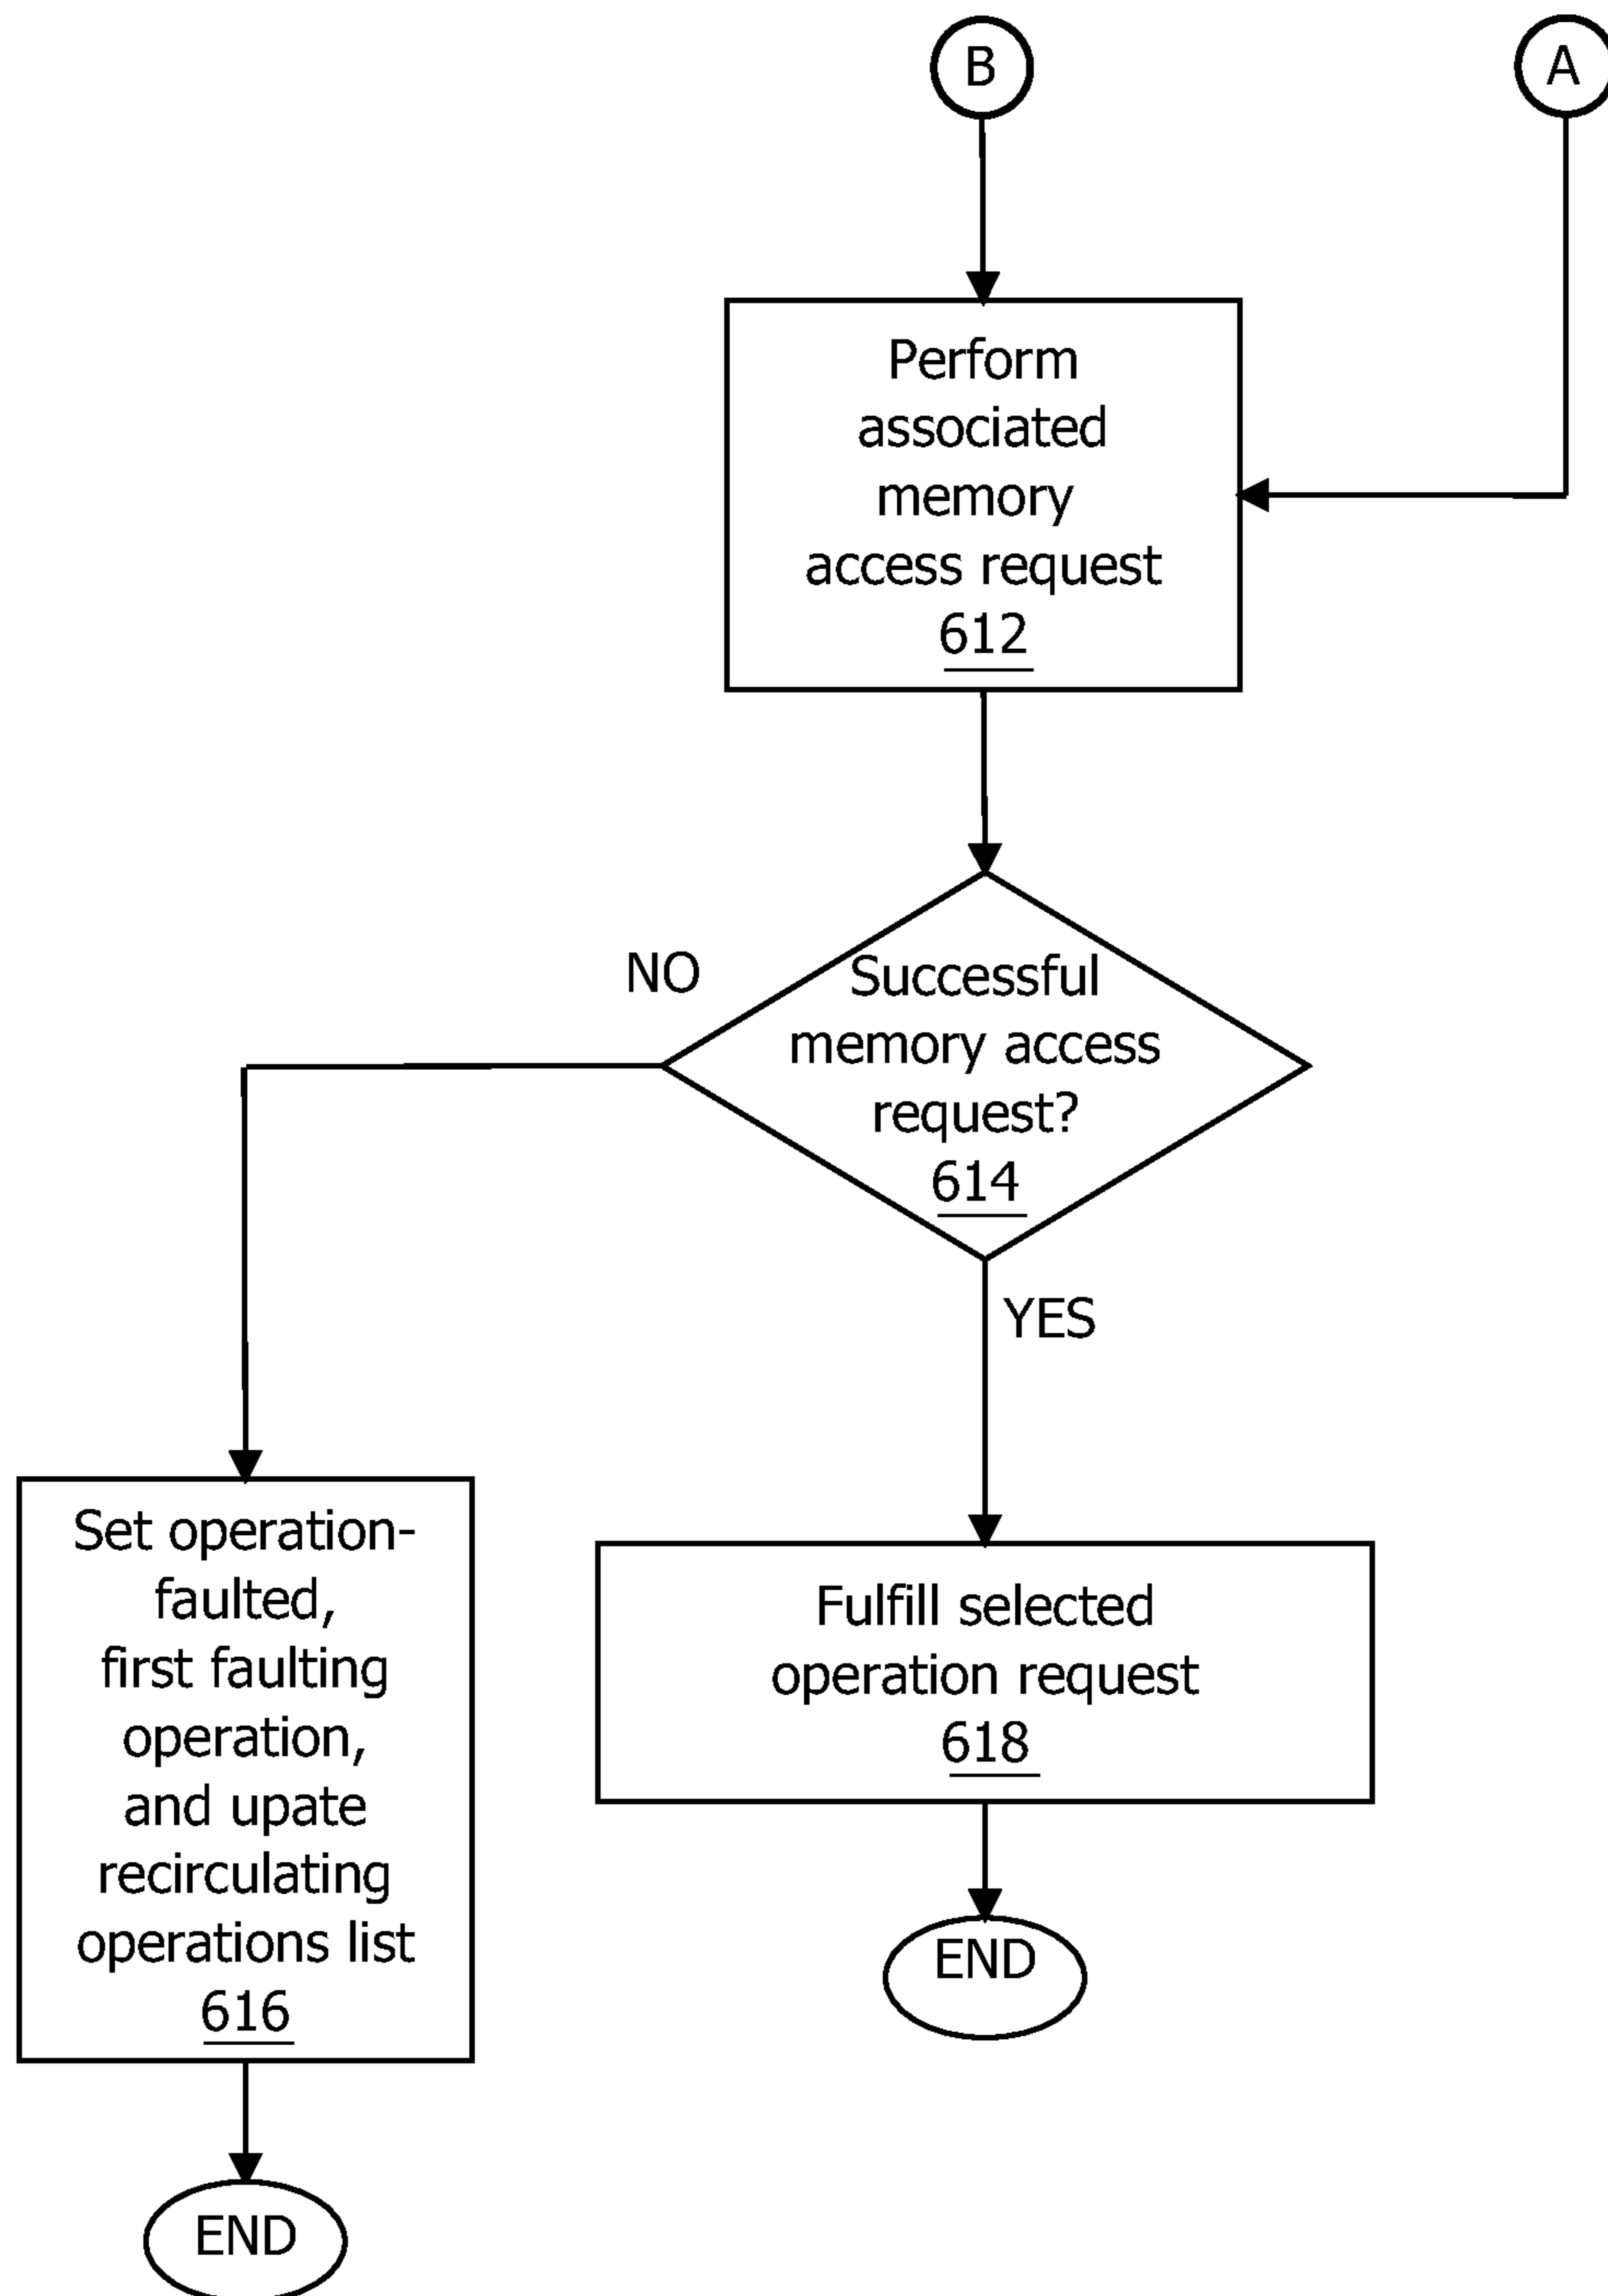 B
A
Perform
associated
memory
access request
612
NO
Successful
memory access
request?
614
YES
Set operation-
faulted,
first faulting
operation,
and upate
recirculating
operations list
616
Fulfill selected
operation request
618
END
END